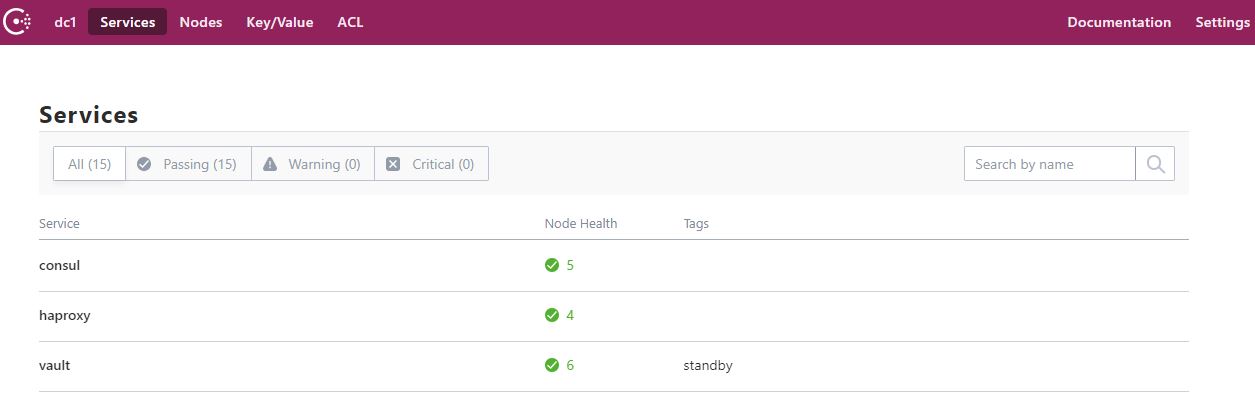 dc1 Services Nodes Key/Value ACL Documentation Settings
Services
All (15) Passing (15) Warning (0) Critical (0) Search by name
Service Node Health Tags
consul 5
haproxy 4
vault 6 standby